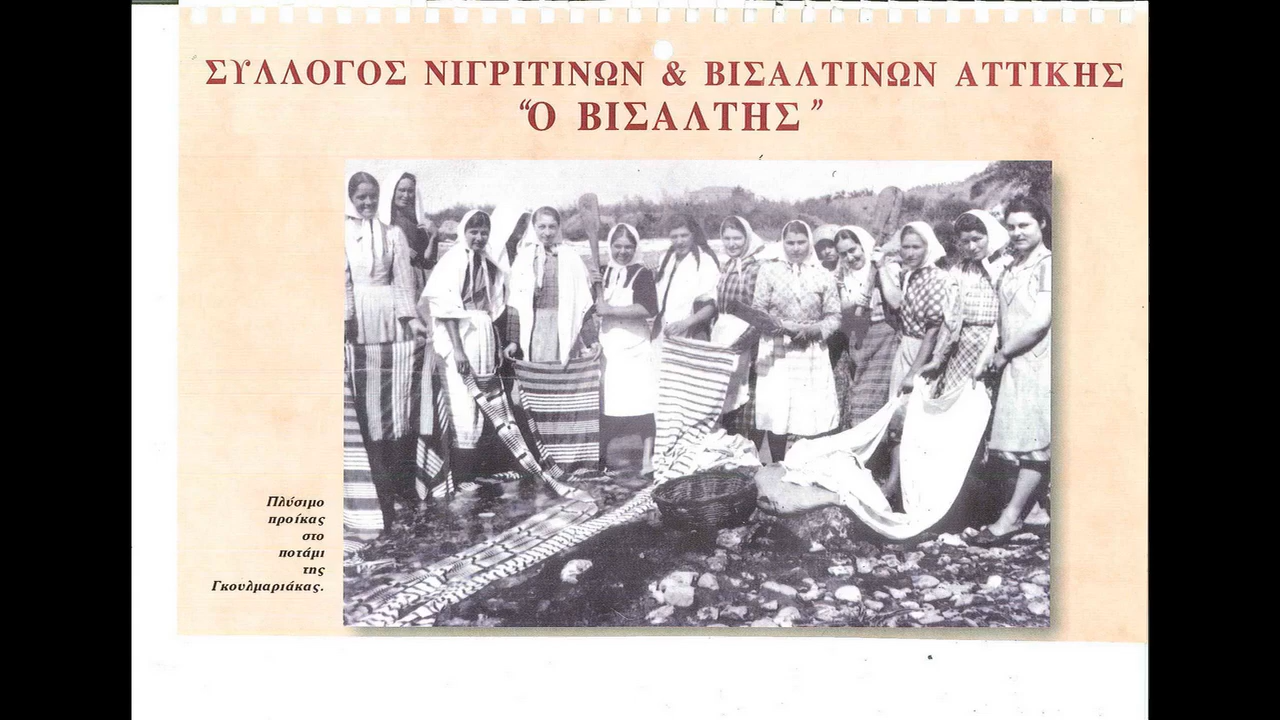 ΣΥΛΛΟΓΟΣ ΝΙΓΡΙΤΙΝΩΝ & ΒΙΣΑΛΤΙΝΩΝ ΑΤΤΙΚΗΣ
“Ο ΒΙΣΑΛΤΗΣ”
Πλύσιμο
προίκας
στο
ποτάμι
της
Γκουλμαριάκας.